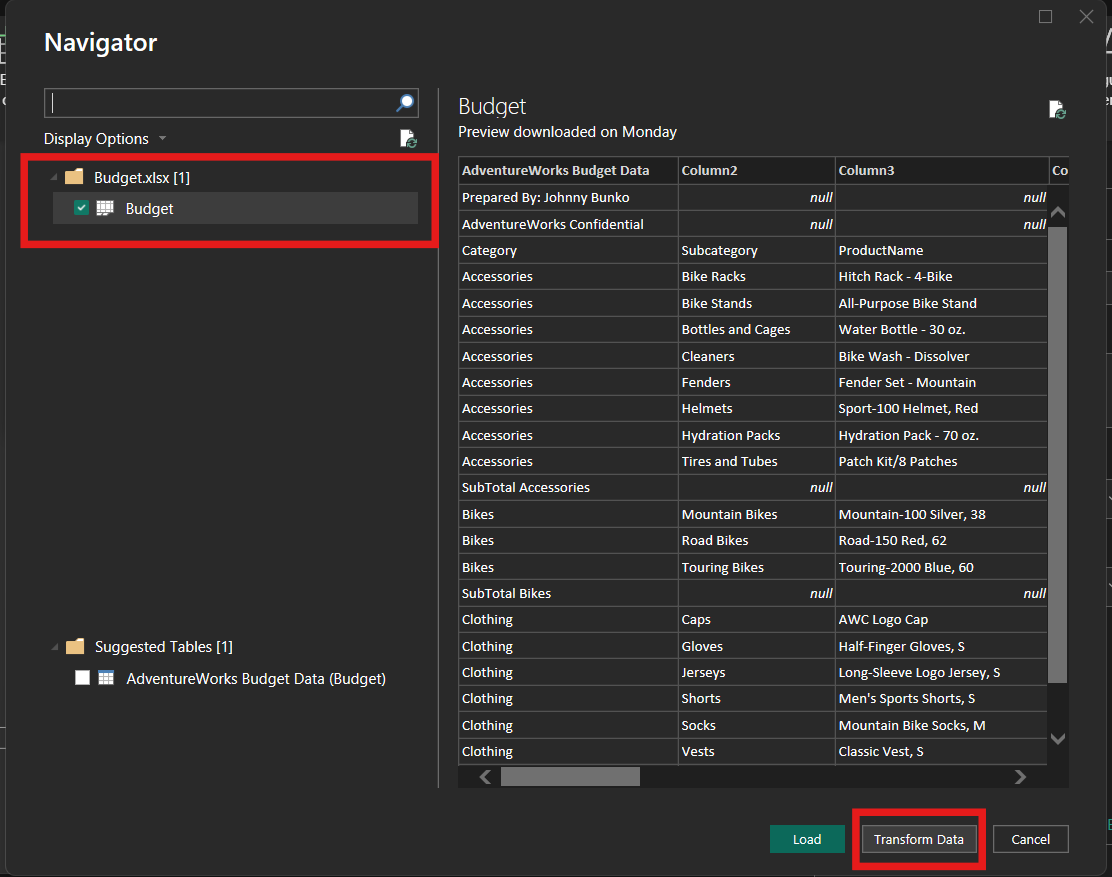 Navigator
Display Options
Budget.xlsx [1]
Budget
Suggested Tables [1]
AdventureWorks Budget Data (Budget)
Budget
Preview downloaded on Monday
AdventureWorks Budget Data Column2 Column3 Co
Prepared By: Johnny Bunko null null
AdventureWorks Confidential null null
Category Subcategory ProductName
Accessories Bike Racks Hitch Rack - 4-Bike
Accessories Bike Stands All-Purpose Bike Stand
Accessories Bottles and Cages Water Bottle - 30 oz.
Accessories Cleaners Bike Wash - Dissolver
Accessories Fenders Fender Set - Mountain
Accessories Helmets Sport-100 Helmet, Red
Accessories Hydration Packs Hydration Pack - 70 oz.
Accessories Tires and Tubes Patch Kit/8 Patches
SubTotal Accessories null null
Bikes Mountain Bikes Mountain-100 Silver, 38
Bikes Road Bikes Road-150 Red, 62
Bikes Touring Bikes Touring-2000 Blue, 60
SubTotal Bikes null null
Clothing Caps AWC Logo Cap
Clothing Gloves Half-Finger Gloves, S
Clothing Jerseys Long-Sleeve Logo Jersey, S
Clothing Shorts Men's Sports Shorts, S
Clothing Socks Mountain Bike Socks, M
Clothing Vests Classic Vest, S
Load Transform Data Cancel